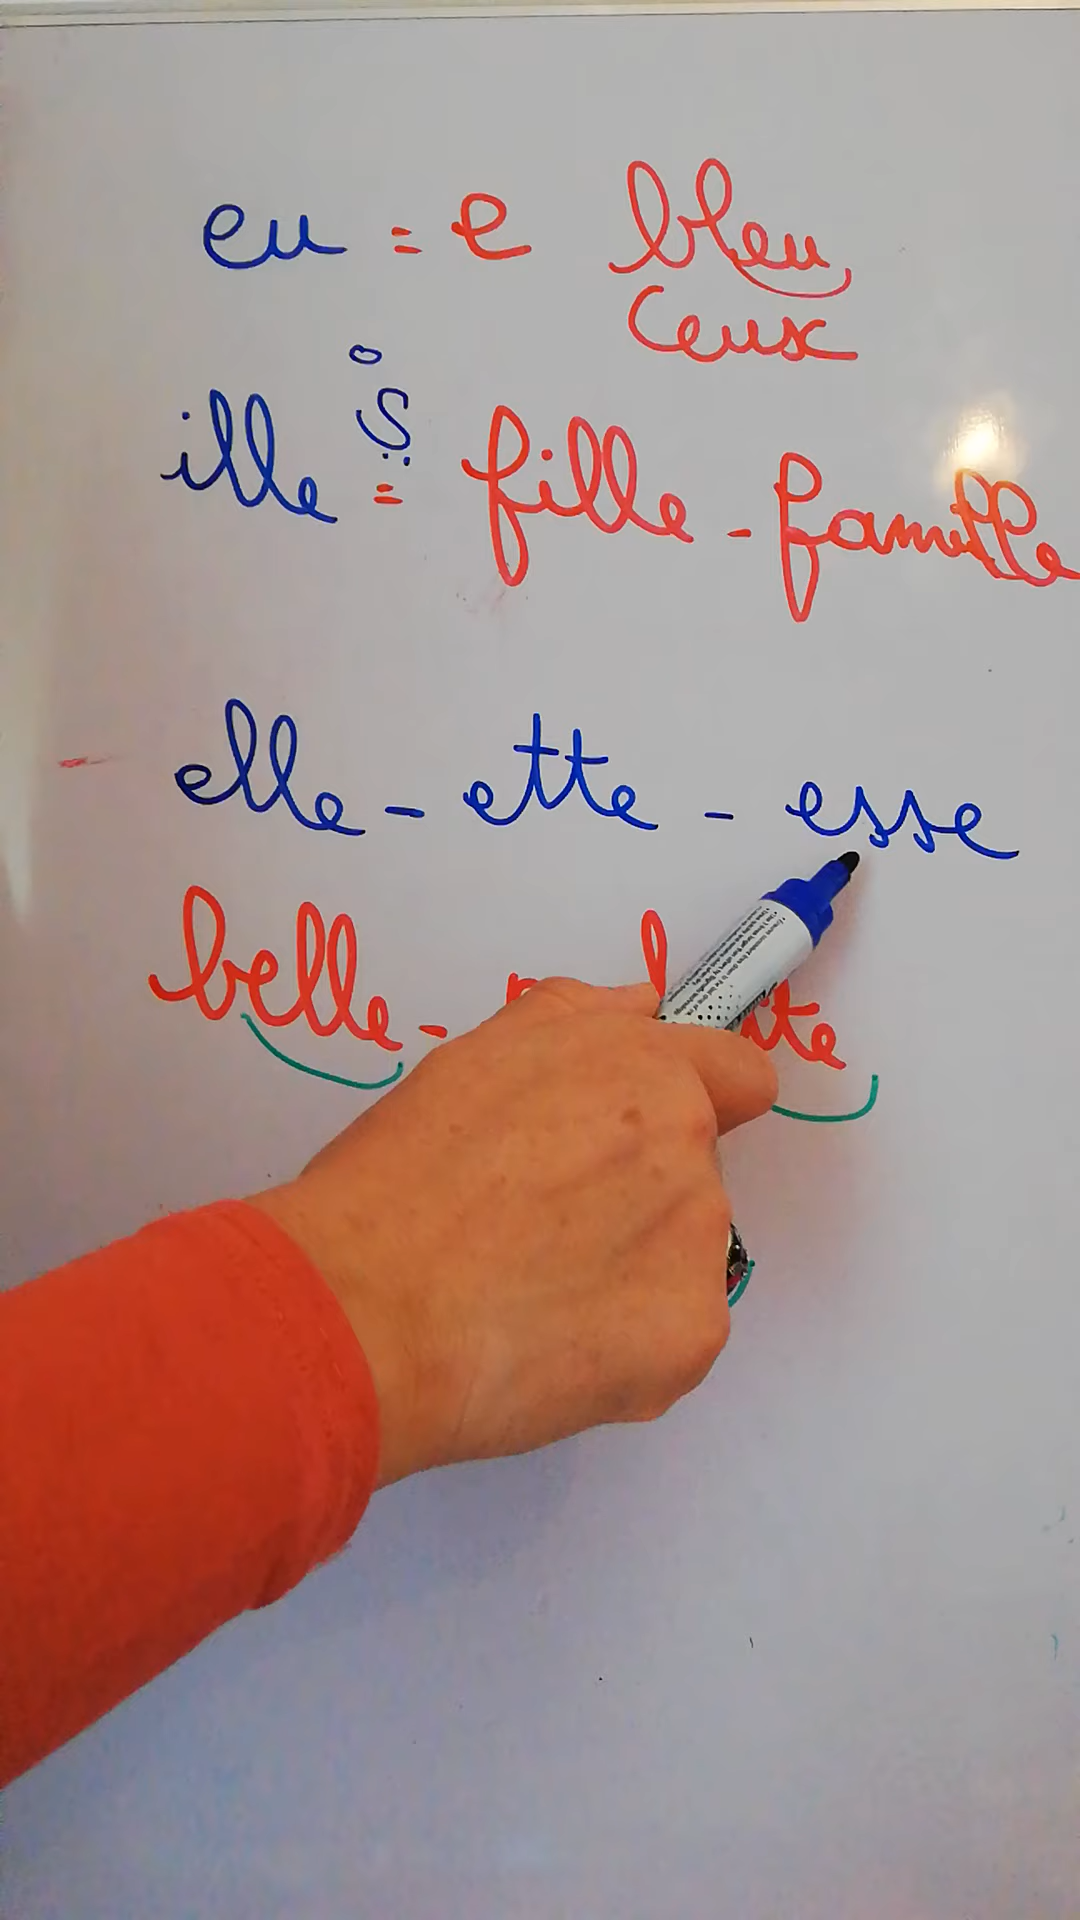 eu = e bleu
ceux
ille = fille - famille
elle - ette - esse
belle -